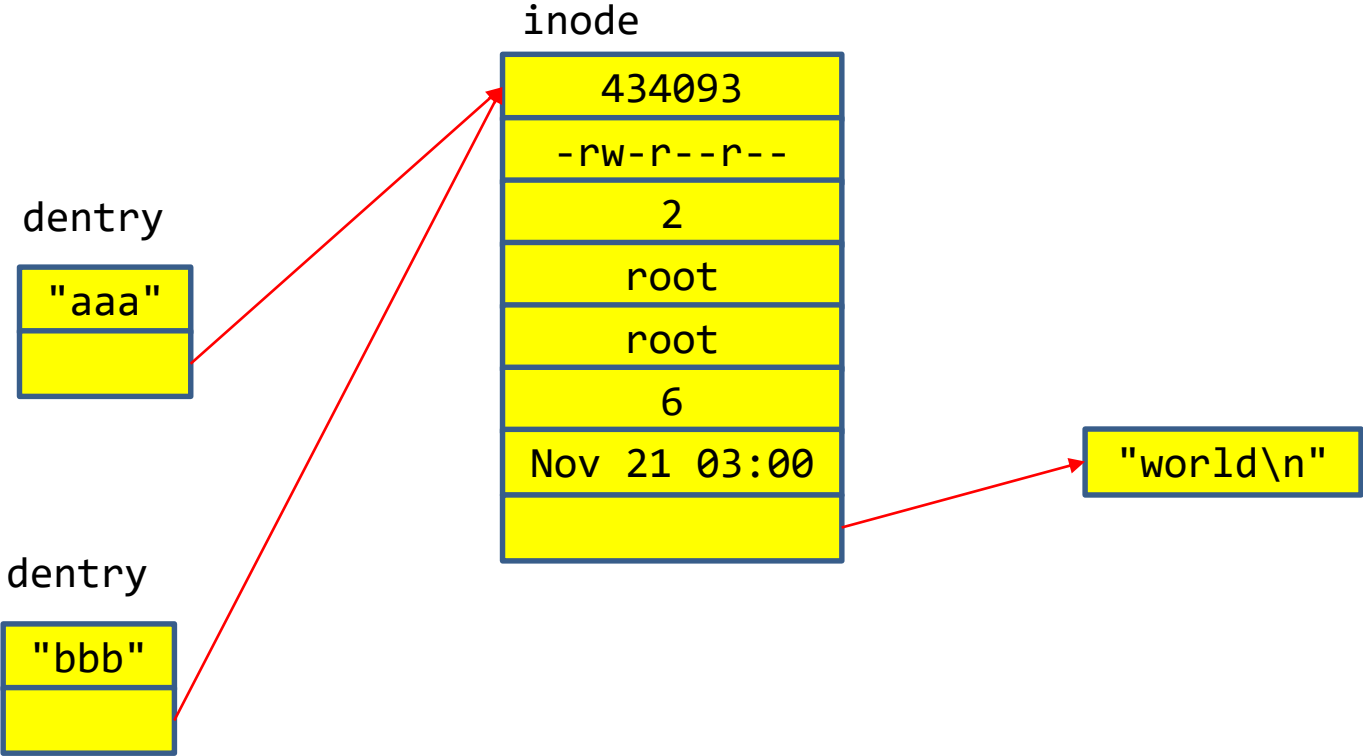 inode
434093
-rw-r--r--
2
root
root
6
Nov 21 03:00
dentry
"aaa"
"world\n"
dentry
"bbb"